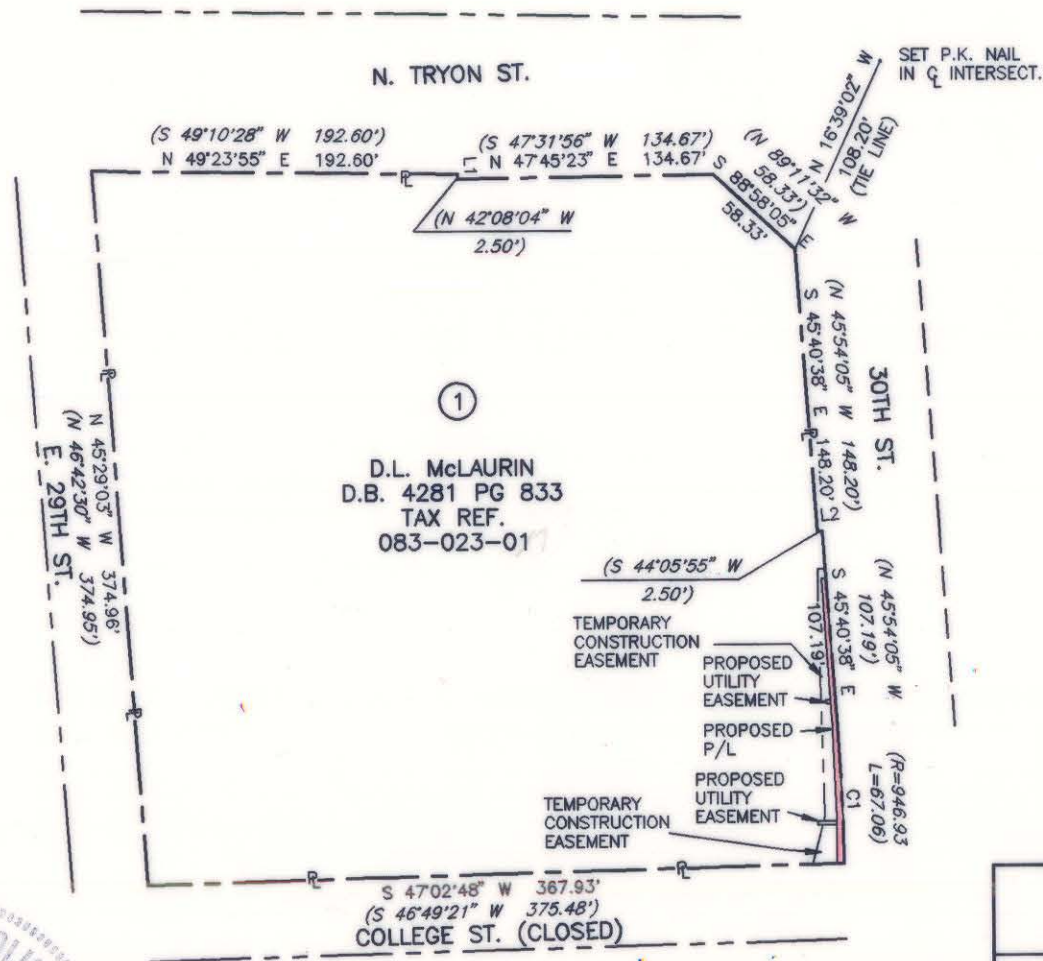 N. TRYON ST.
SET P.K. NAIL
IN ℄ INTERSECT.
(S 49°10'28" W 192.60')
N 49°23'55" E 192.60'
(S 47°31'56" W 134.67')
N 47°45'23" E 134.67'
L1
N 16°39'02" W
108.20'
(TIE LINE)
(N 89°11'32" W
58.33')
S 88°58'05" E
58.33'
(N 42°08'04" W
2.50')
(N 45°54'05" W 148.20')
S 45°40'38" E 148.20'
30TH ST.
L2
1
D.L. McLAURIN
D.B. 4281 PG 833
TAX REF.
083-023-01
N 45°29'03" W 374.96'
(N 46°42'30" W 374.95')
E. 29TH ST.
(S 44°05'55" W
2.50')
(N 45°54'05" W
107.19')
S 45°40'38" E
107.19'
TEMPORARY
CONSTRUCTION
EASEMENT
PROPOSED
UTILITY
EASEMENT
PROPOSED
P/L
PROPOSED
UTILITY
EASEMENT
TEMPORARY
CONSTRUCTION
EASEMENT
C1
(R=946.93
L=67.06)
S 47°02'48" W 367.93'
(S 46°49'21" W 375.48')
COLLEGE ST. (CLOSED)